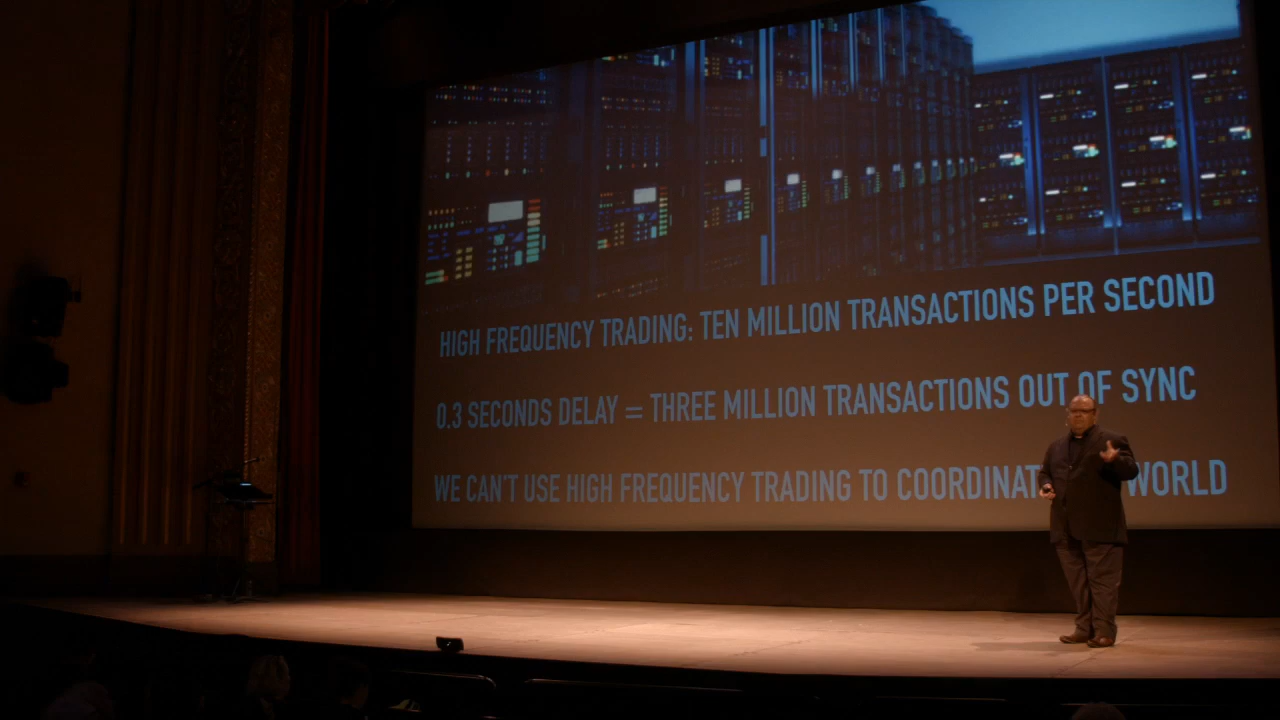 HIGH FREQUENCY TRADING: TEN MILLION TRANSACTIONS PER SECOND
0.3 SECONDS DELAY = THREE MILLION TRANSACTIONS OUT OF SYNC
WE CAN'T USE HIGH FREQUENCY TRADING TO COORDINAT WORLD